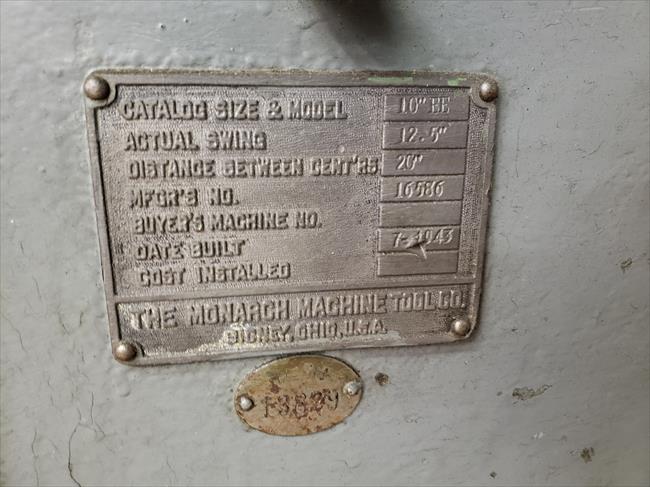 CATALOG SIZE & MODEL 10" EE
ACTUAL SWING 12.5"
DISTANCE BETWEEN CENT'RS 20"
MFGR'S NO. 16586
BUYER'S MACHINE NO.
DATE BUILT 7-1943
COST INSTALLED
THE MONARCH MACHINE TOOL CO.
SIDNEY, OHIO, U.S.A.